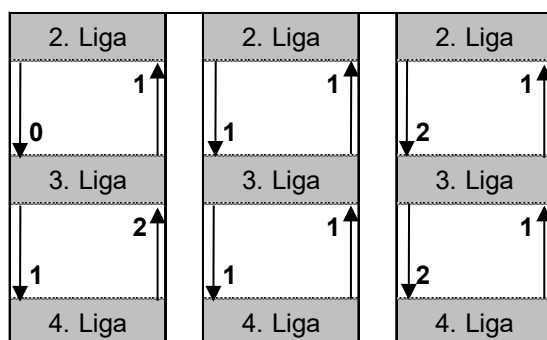 2. Liga 2. Liga 2. Liga
1 1 1
0 1 2
3. Liga 3. Liga 3. Liga
2 1 1
1 1 2
4. Liga 4. Liga 4. Liga